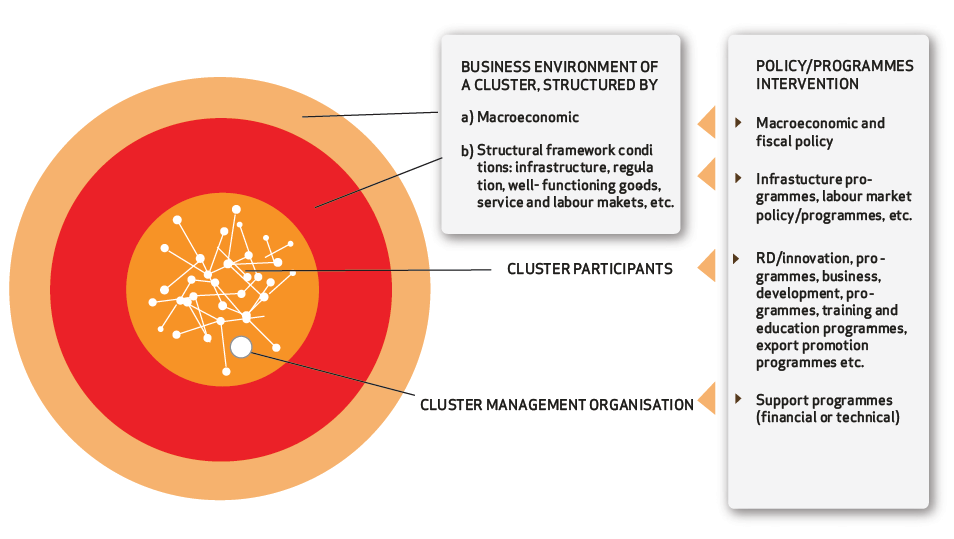 BUSINESS ENVIRONMENT OF
A CLUSTER, STRUCTURED BY
a) Macroeconomic
b) Structural framework condi
tions: infrastructure, regula
tion, well- functioning goods,
service and labour makets, etc.
CLUSTER PARTICIPANTS
CLUSTER MANAGEMENT ORGANISATION
POLICY/PROGRAMMES
INTERVENTION
Macroeconomic and
fiscal policy
Infrastucture pro-
grammes, labour market
policy/programmes, etc.
RD/innovation, pro-
grammes, business,
development, pro-
grammes, training and
education programmes,
export promotion
programmes etc.
Support programmes
(financial or technical)